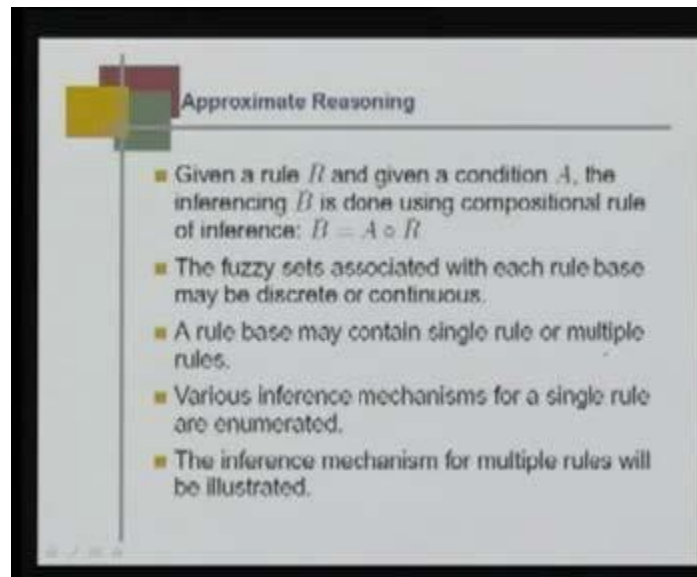 Approximate Reasoning
Given a rule R and given a condition A, the
inferencing B is done using compositional rule
of inference: B = A ∘ R
The fuzzy sets associated with each rule base
may be discrete or continuous.
A rule base may contain single rule or multiple
rules.
Various inference mechanisms for a single rule
are enumerated.
The inference mechanism for multiple rules will
be illustrated.